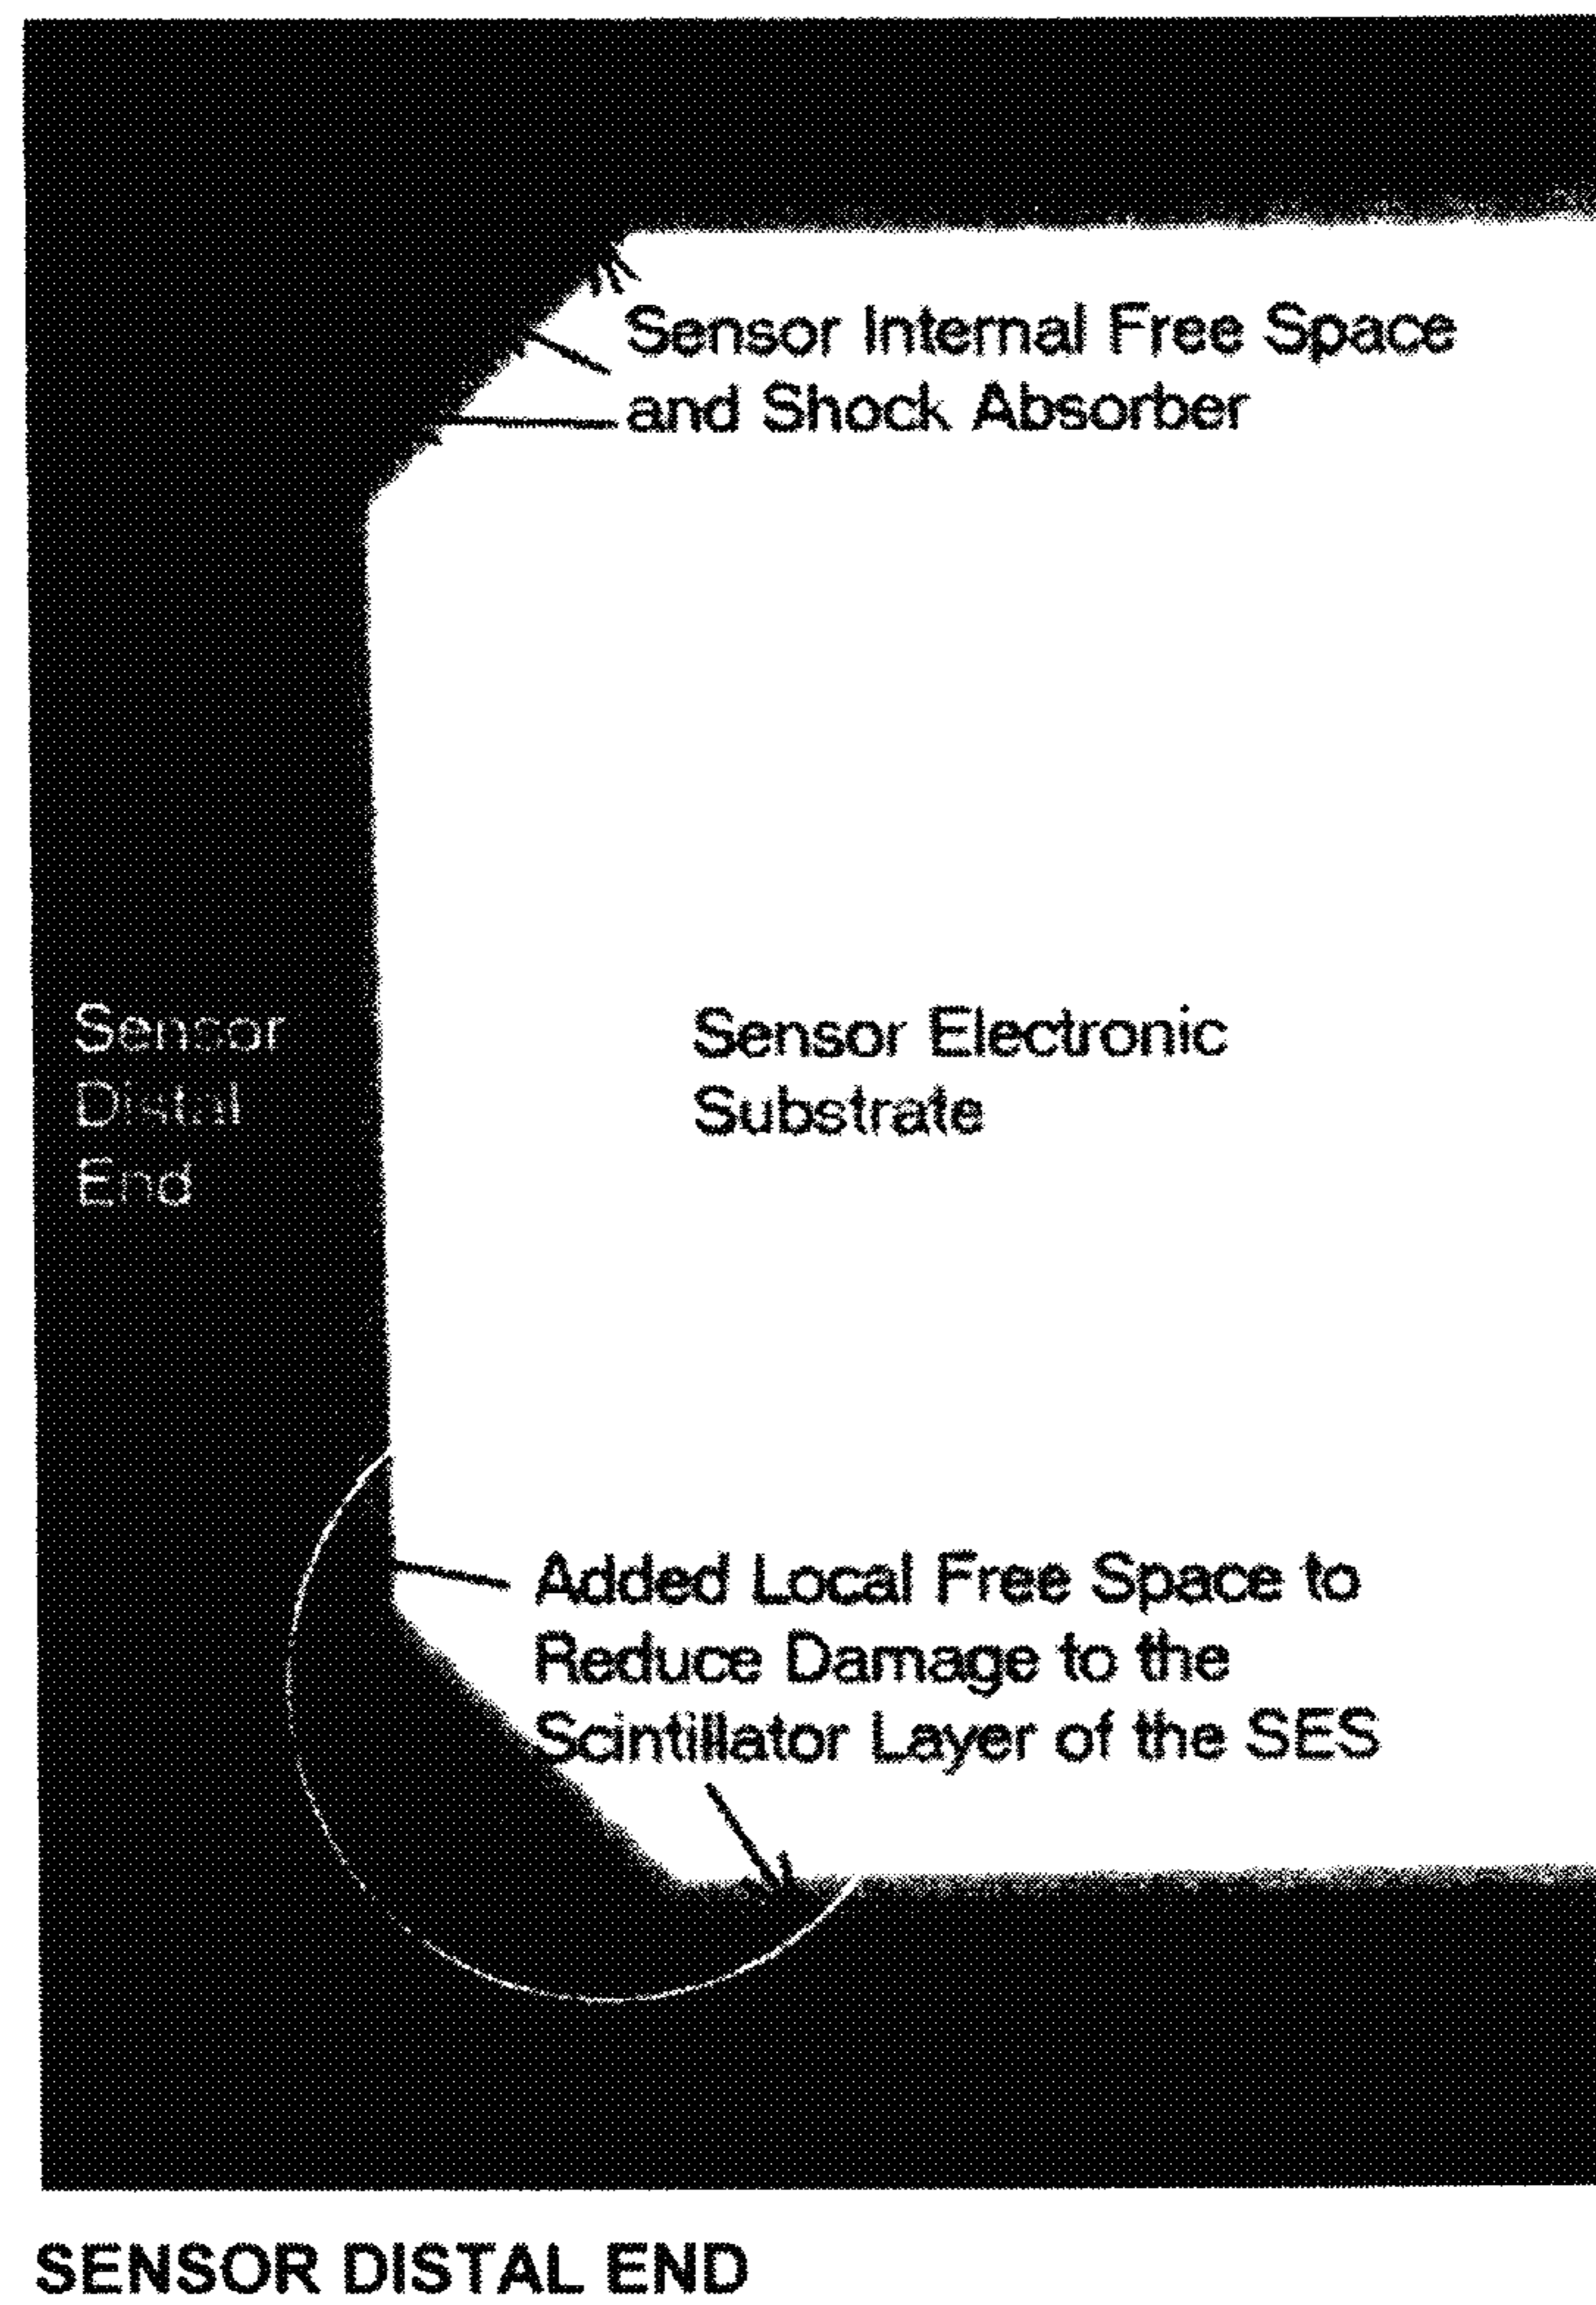 Sensor Internal Free Space
and Shock Absorber
Sensor
Distal
End
Sensor Electronic
Substrate
Added Local Free Space to
Reduce Damage to the
Scintillator Layer of the SES
SENSOR DISTAL END